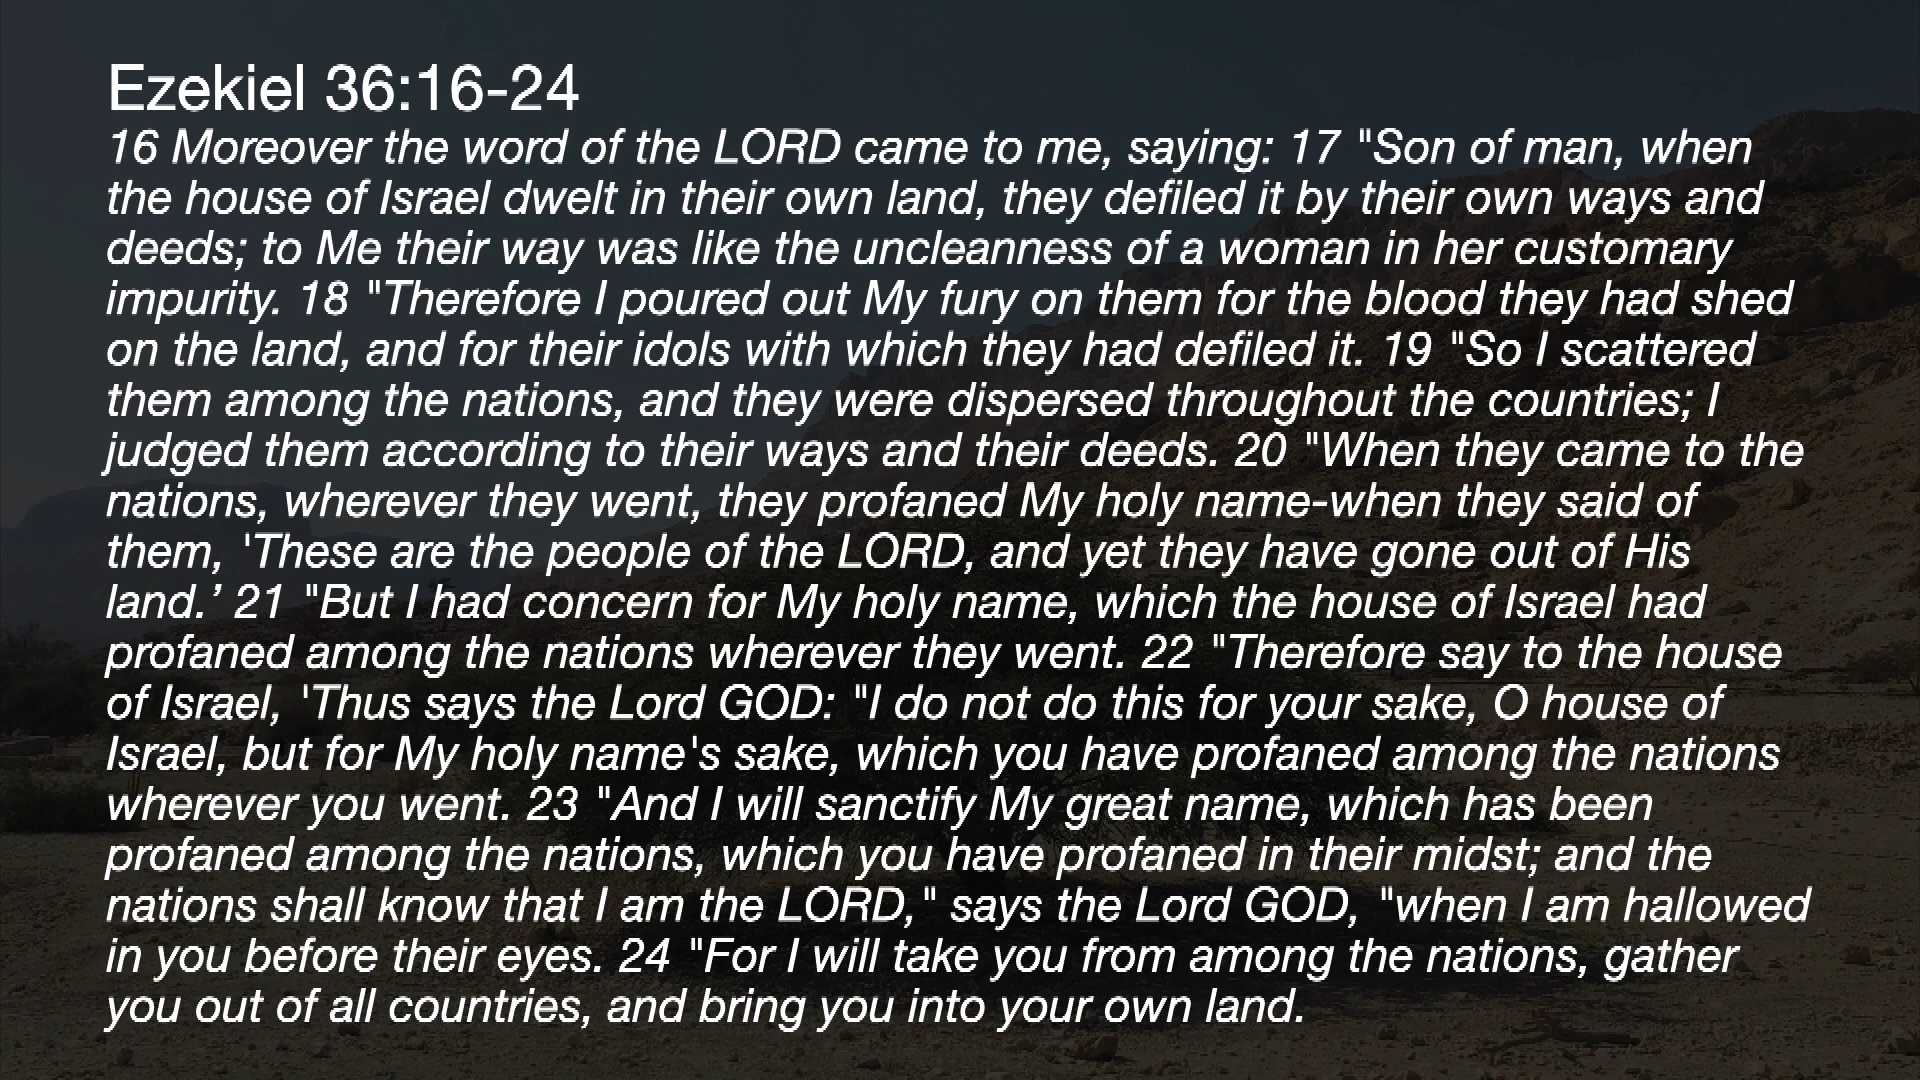 Ezekiel 36:16-24
16 Moreover the word of the LORD came to me, saying: 17 "Son of man, when
the house of Israel dwelt in their own land, they defiled it by their own ways and
deeds; to Me their way was like the uncleanness of a woman in her customary
impurity. 18 "Therefore I poured out My fury on them for the blood they had shed
on the land, and for their idols with which they had defiled it. 19 "So I scattered
them among the nations, and they were dispersed throughout the countries; I
judged them according to their ways and their deeds. 20 "When they came to the
nations, wherever they went, they profaned My holy name-when they said of
them, 'These are the people of the LORD, and yet they have gone out of His
land.’ 21 "But I had concern for My holy name, which the house of Israel had
profaned among the nations wherever they went. 22 "Therefore say to the house
of Israel, 'Thus says the Lord GOD: "I do not do this for your sake, O house of
Israel, but for My holy name's sake, which you have profaned among the nations
wherever you went. 23 "And I will sanctify My great name, which has been
profaned among the nations, which you have profaned in their midst; and the
nations shall know that I am the LORD," says the Lord GOD, "when I am hallowed
in you before their eyes. 24 "For I will take you from among the nations, gather
you out of all countries, and bring you into your own land.